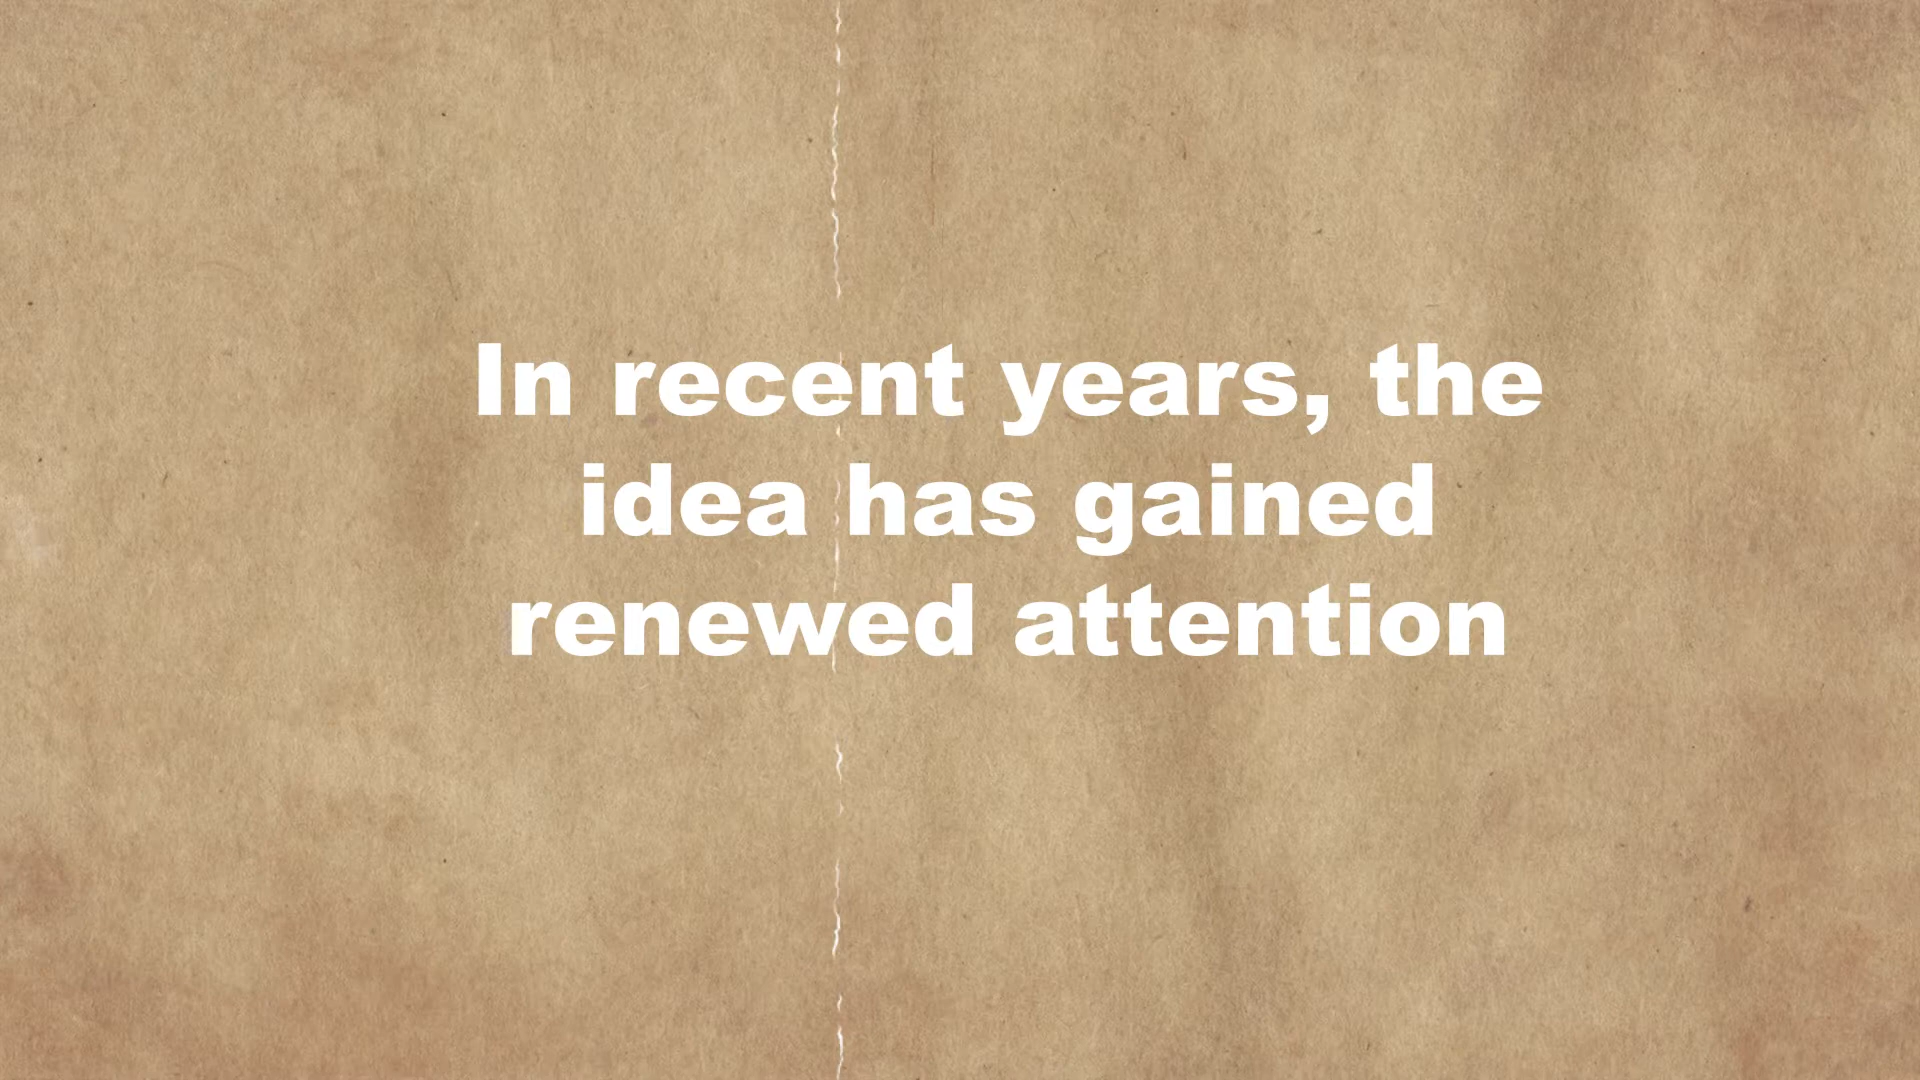 In recent years, the
idea has gained
renewed attention